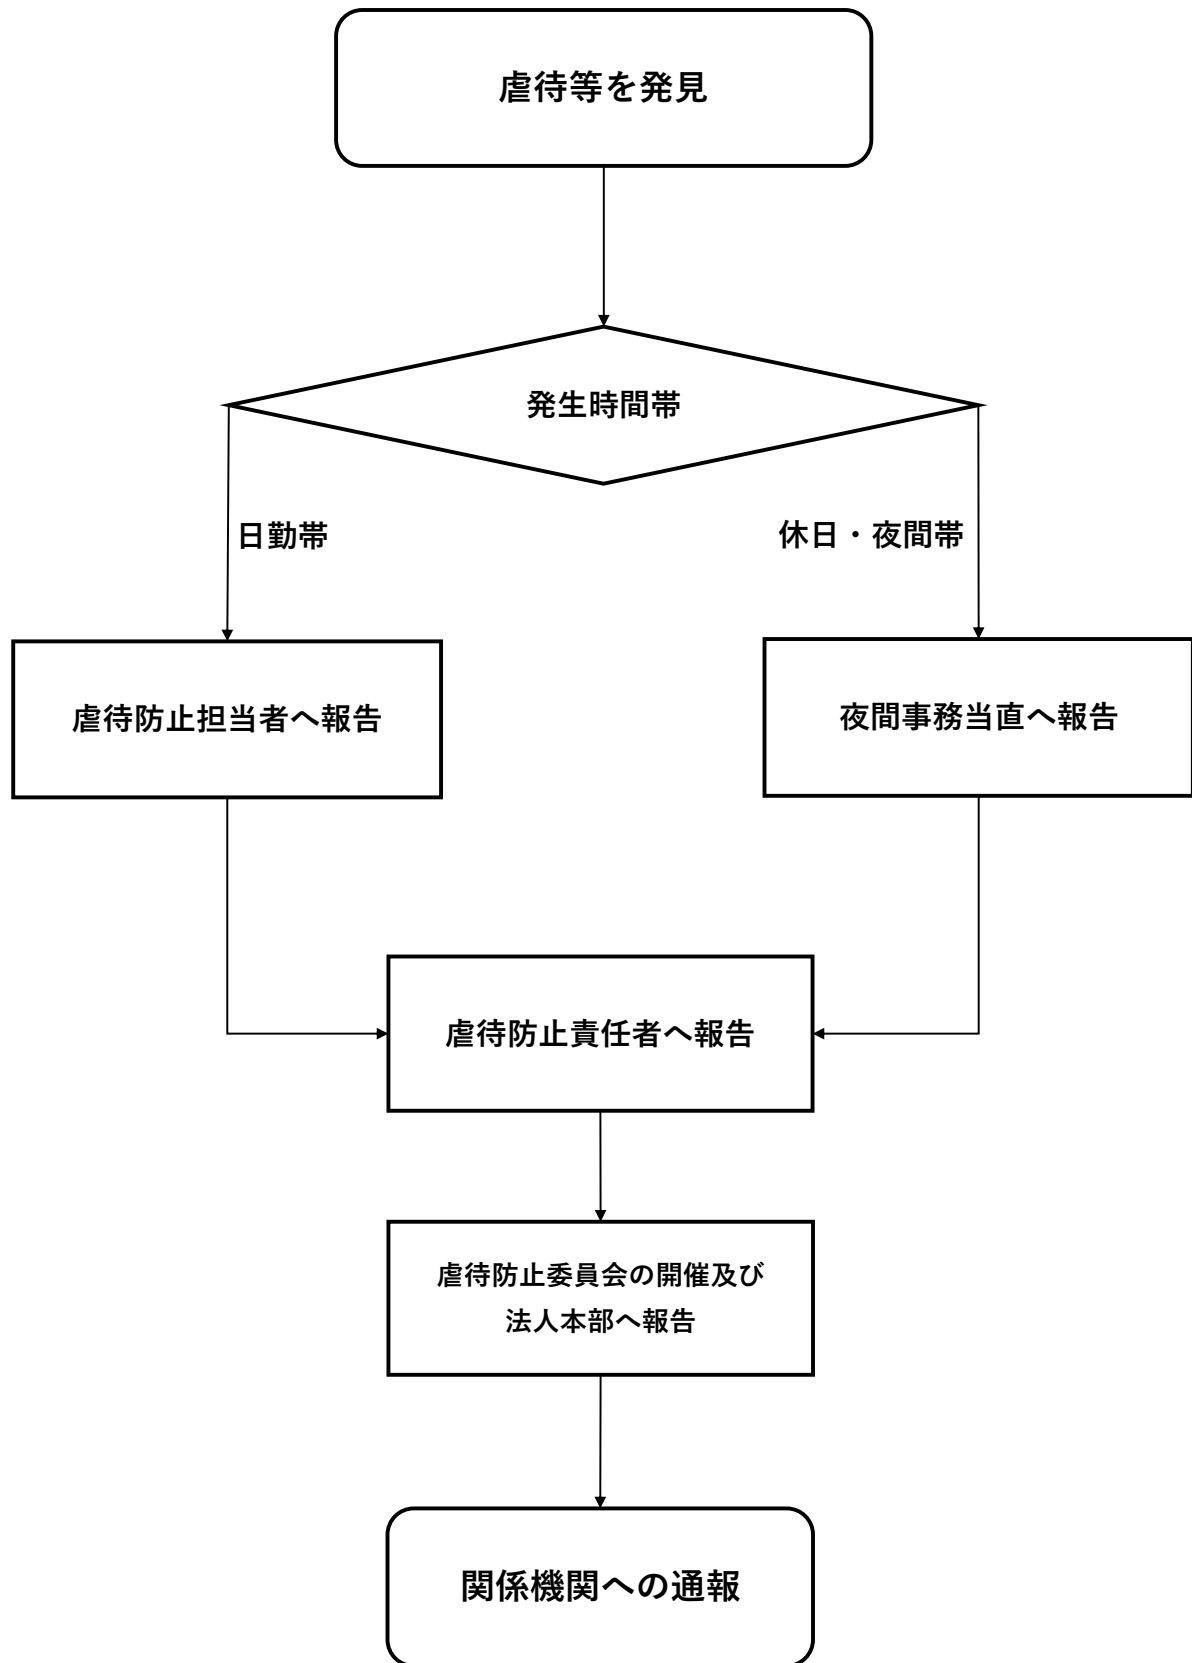 虐待等を発見
発生時間帯
日勤帯
休日・夜間帯
虐待防止担当者へ報告
夜間事務当直へ報告
虐待防止責任者へ報告
虐待防止委員会の開催及び
法人本部へ報告
関係機関への通報